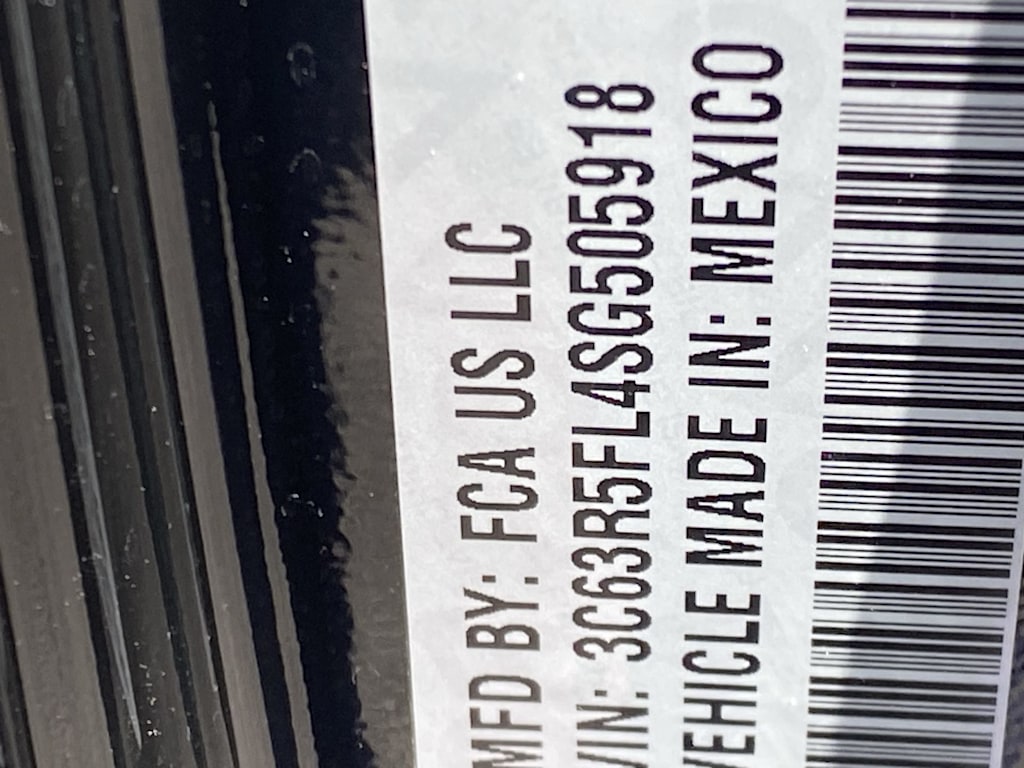 MFD BY: FCA US LLC
VIN: 3C63R5FL4SG505918
VEHICLE MADE IN: MEXICO